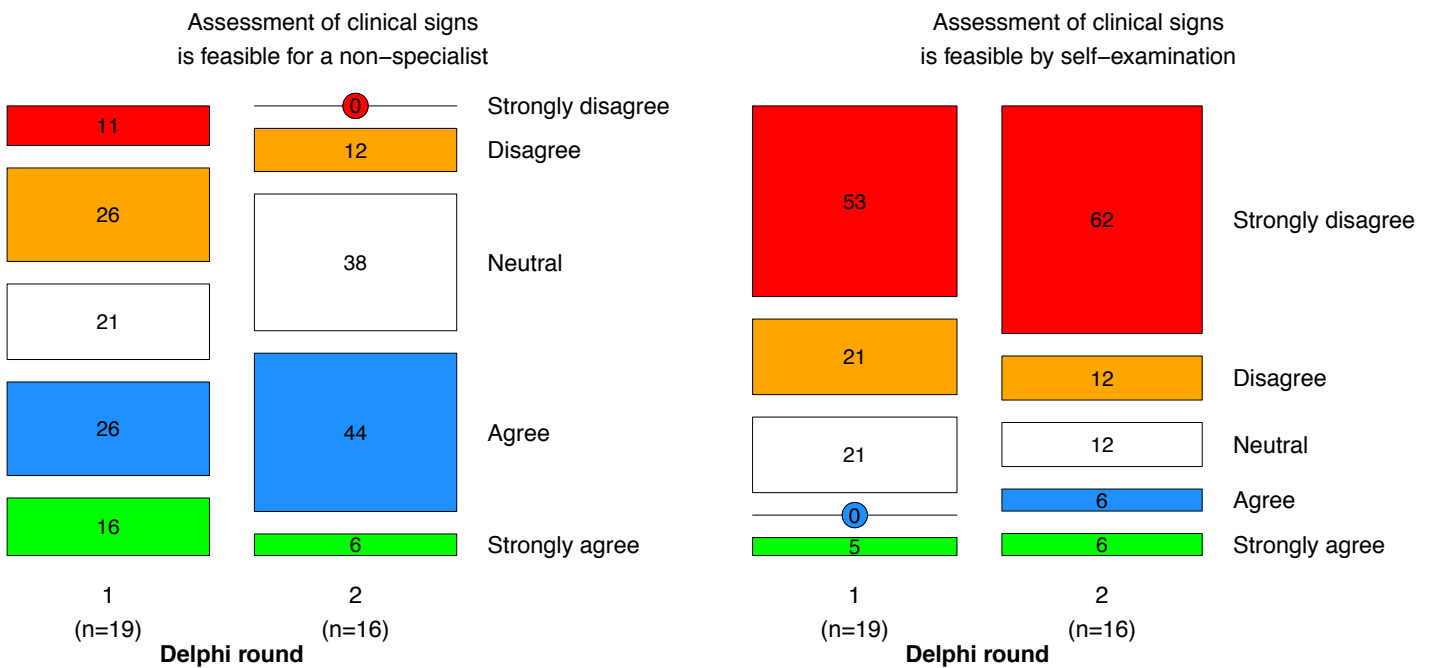 Assessment of clinical signs
is feasible for a non−specialist
11
26
21
26
16
0
12
38
44
6
Strongly disagree
Disagree
Neutral
Agree
Strongly agree
1
(n=19)
2
(n=16)
Delphi round
Assessment of clinical signs
is feasible by self−examination
53
21
21
0
5
62
12
12
6
6
Strongly disagree
Disagree
Neutral
Agree
Strongly agree
1
(n=19)
2
(n=16)
Delphi round